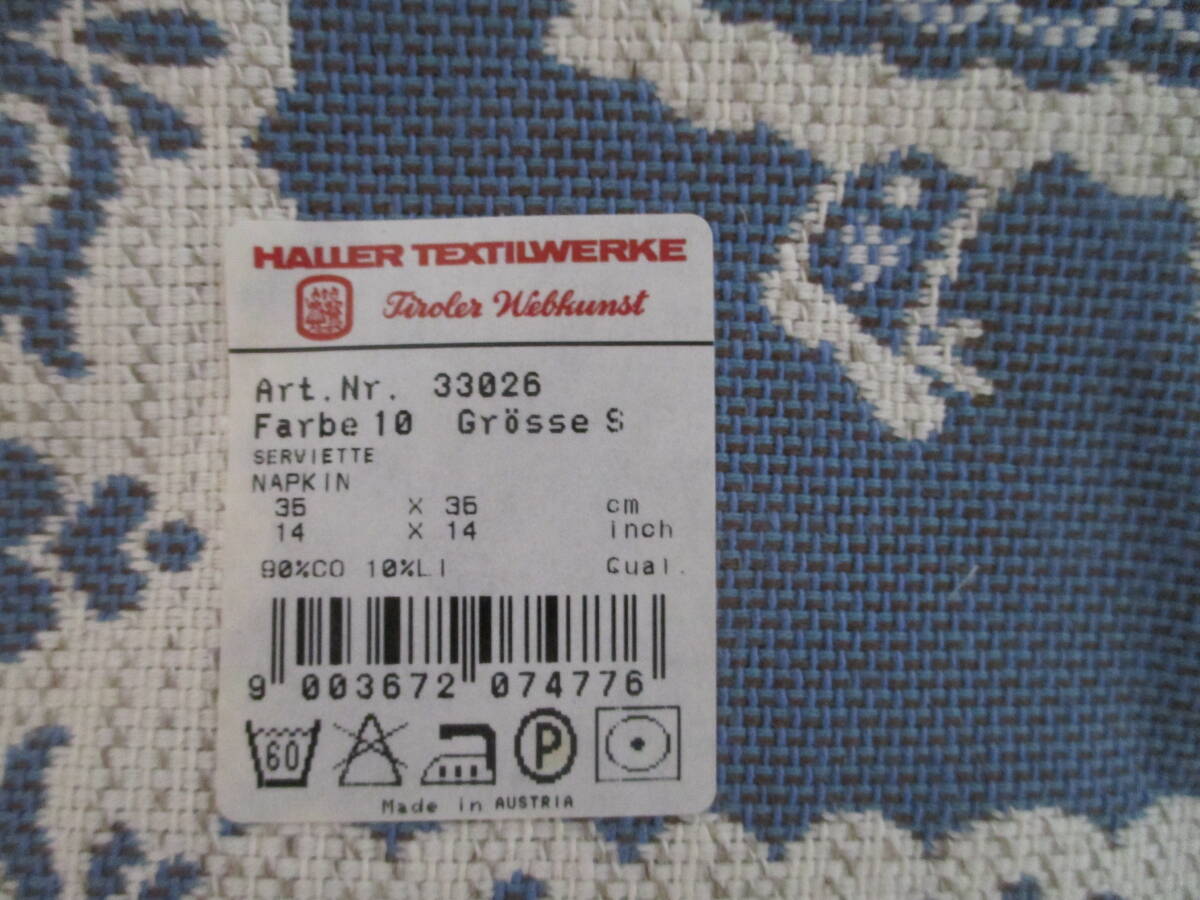 HALLER TEXTILWERKE
Tiroler Webkunst
Art.Nr. 33026
Farbe 10 Grösse S
SERVIETTE
NAPKIN
35 X 35 cm
14 X 14 inch
90%CO 10%LI Qual.
9 003672 074776
60
P
Made in AUSTRIA